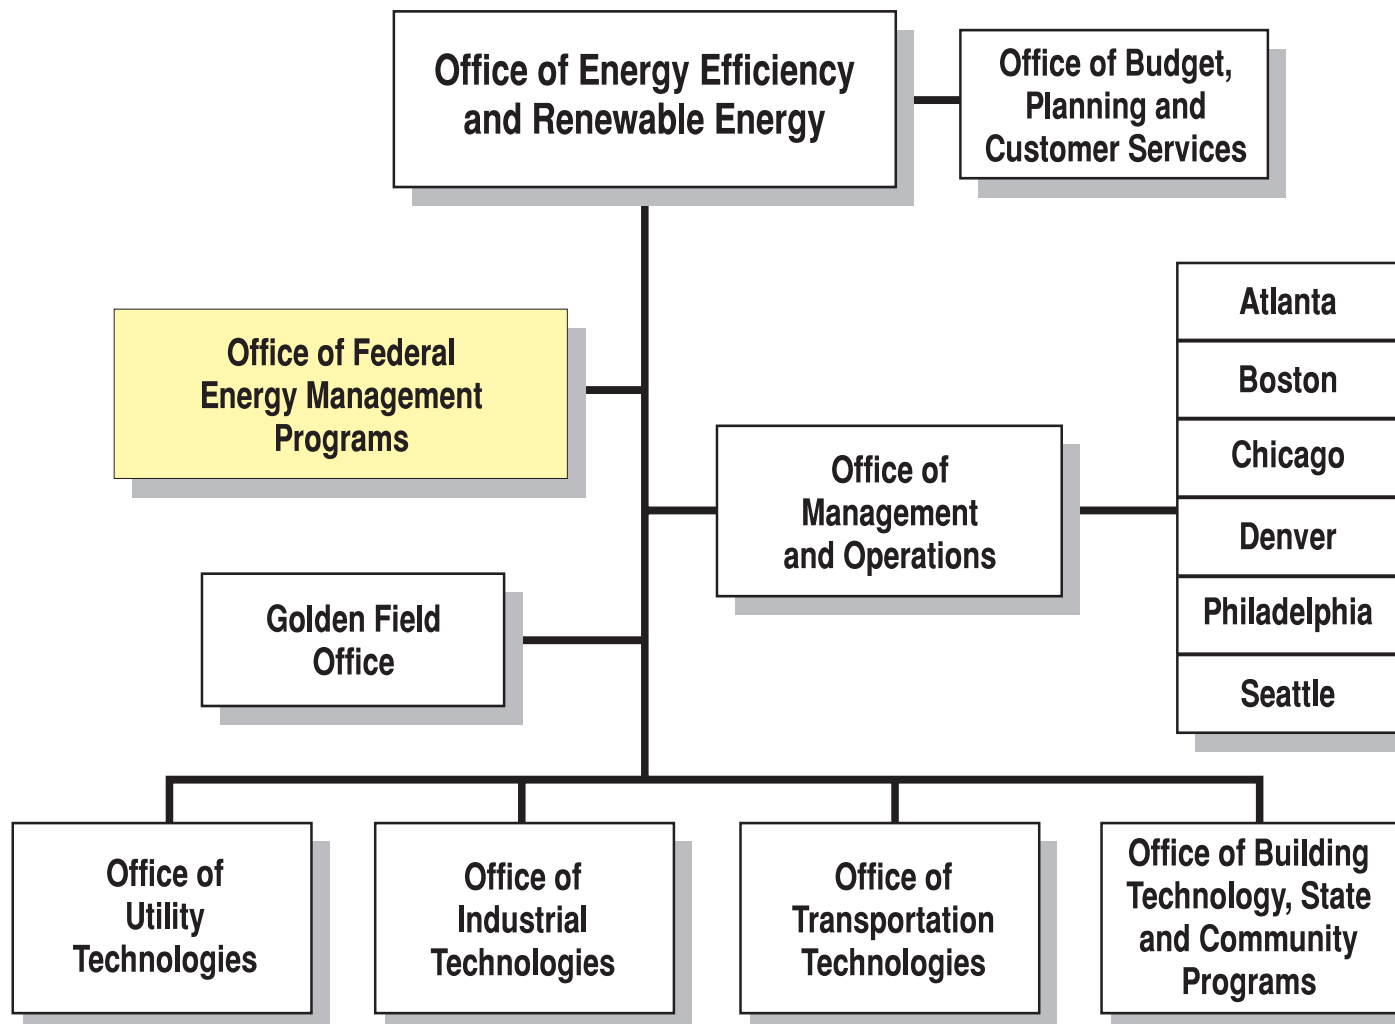 Office of Energy Efficiency
and Renewable Energy
Office of Budget,
Planning and
Customer Services
Office of Federal
Energy Management
Programs
Office of
Management
and Operations
Atlanta
Boston
Chicago
Denver
Philadelphia
Seattle
Golden Field
Office
Office of
Utility
Technologies
Office of
Industrial
Technologies
Office of
Transportation
Technologies
Office of Building
Technology, State
and Community
Programs